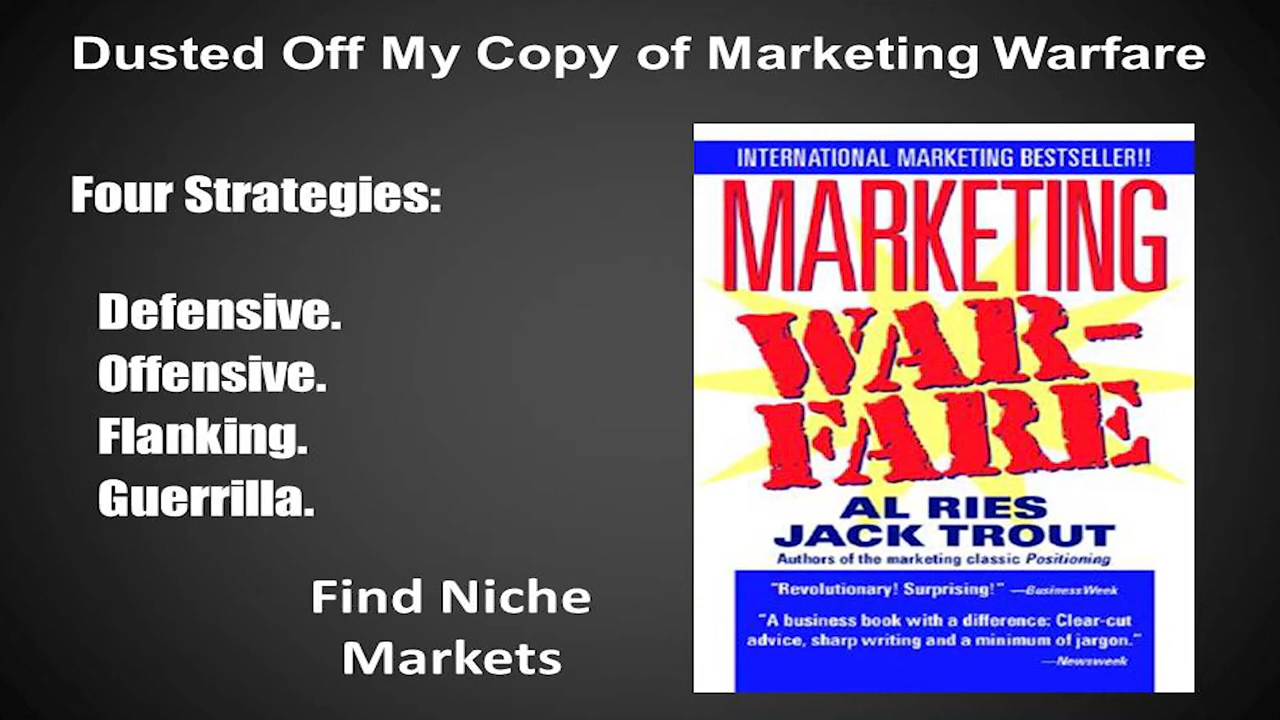 Dusted Off My Copy of Marketing Warfare
Four Strategies:
Defensive.
Offensive.
Flanking.
Guerrilla.
Find Niche
Markets
INTERNATIONAL MARKETING BESTSELLER!!
MARKETING
WAR-
FARE
AL RIES
JACK TROUT
Authors of the marketing classic Positioning
"Revolutionary! Surprising!" —BusinessWeek
"A business book with a difference: Clear-cut
advice, sharp writing and a minimum of jargon."
—Newsweek